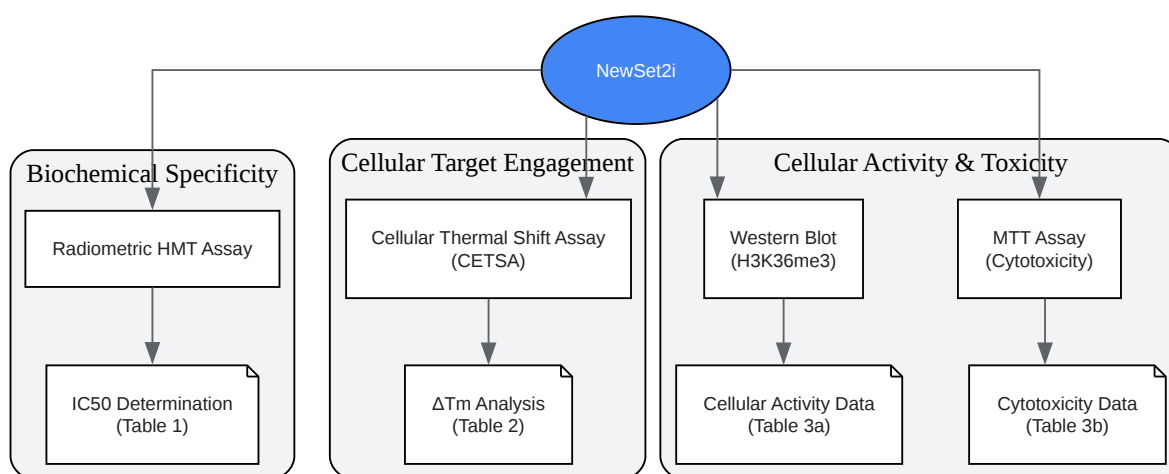 NewSet2i
Biochemical Specificity
Cellular Target Engagement
Cellular Activity & Toxicity
Radiometric HMT Assay
Cellular Thermal Shift Assay
(CETSA)
Western Blot
(H3K36me3)
MTT Assay
(Cytotoxicity)
IC50 Determination
(Table 1)
ΔTm Analysis
(Table 2)
Cellular Activity Data
(Table 3a)
Cytotoxicity Data
(Table 3b)